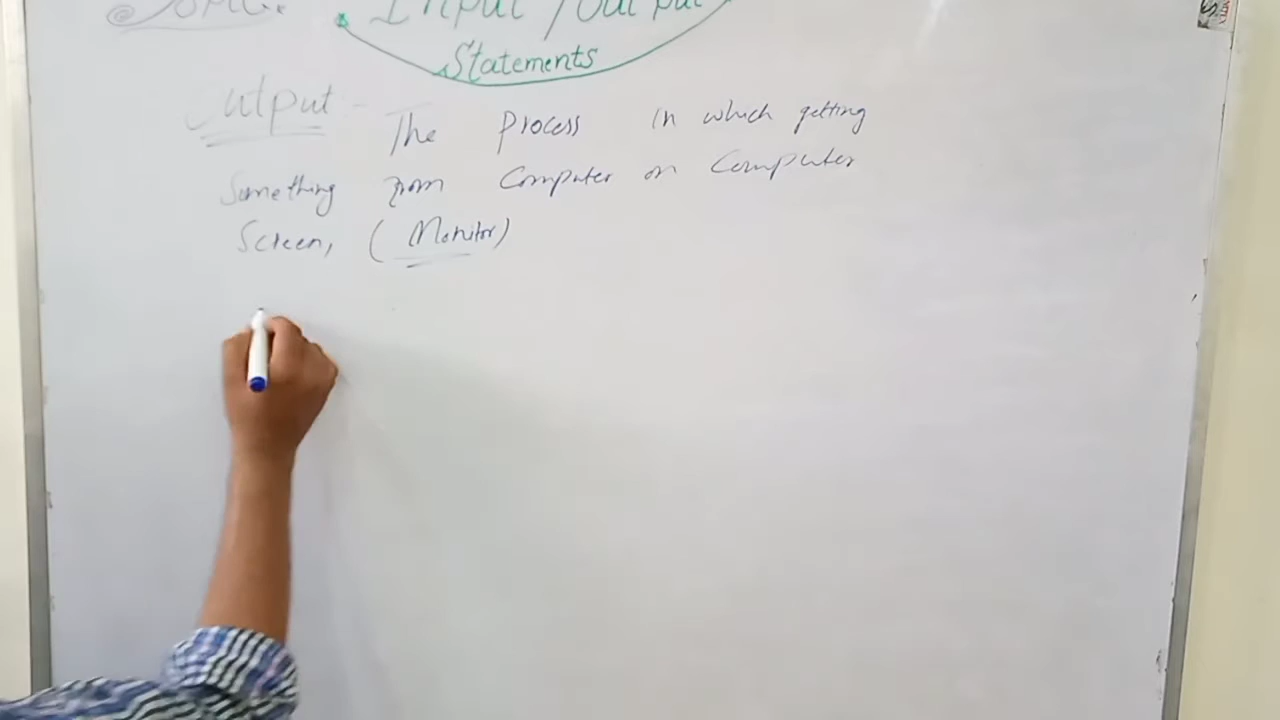 Input/Output
Statements
Output - The Process in which getting
Something from Computer on Computer
Screen, (Monitor)